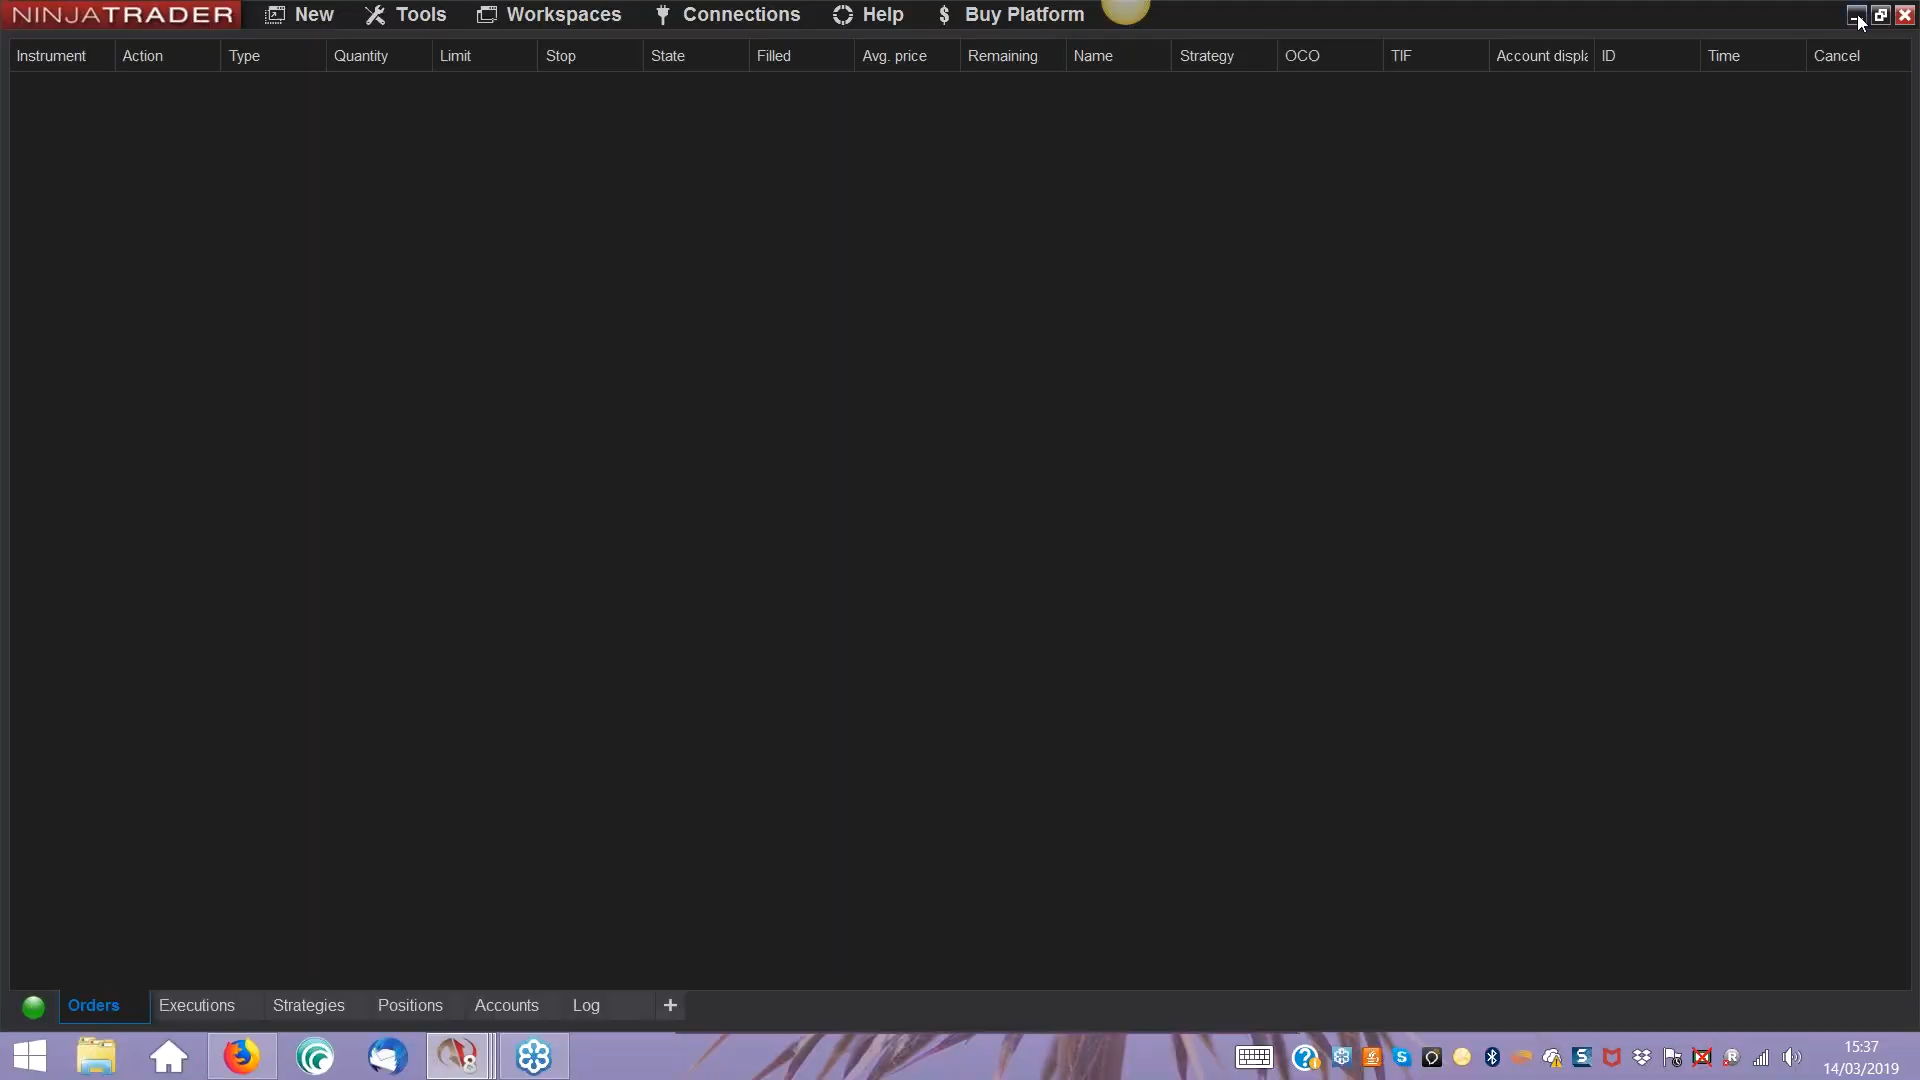 NINJATRADER New Tools Workspaces Connections Help $ Buy Platform
Instrument Action Type Quantity Limit Stop State Filled Avg. price Remaining Name Strategy OCO TIF Account displa ID Time Cancel
Orders Executions Strategies Positions Accounts Log +
8
15:37
14/03/2019